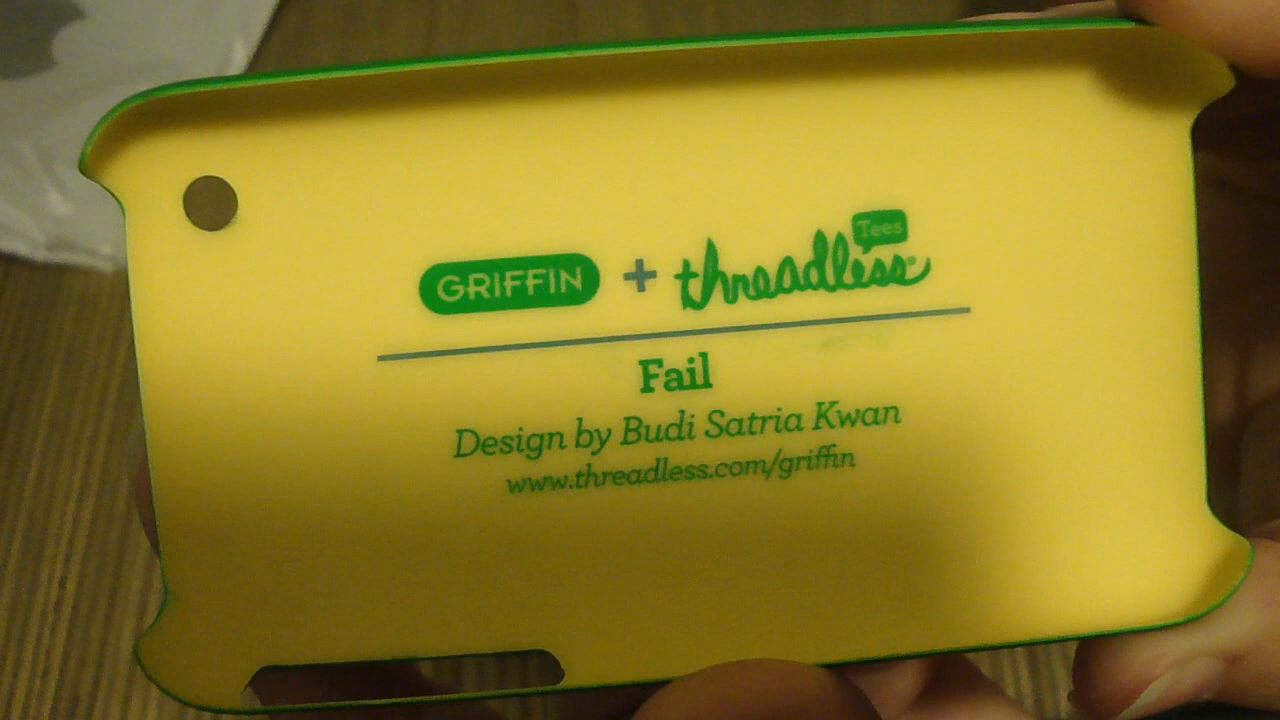 GRIFFIN + threadless Tees
Fail
Design by Budi Satria Kwan
www.threadless.com/griffin